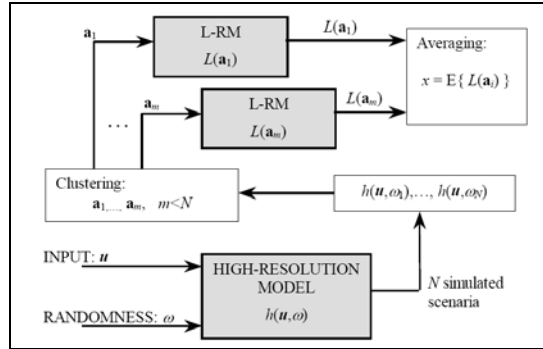 a₁
L-RM
L(a₁)
L(a₁)
Averaging:
x = E{ L(aᵢ) }
aₘ
L-RM
L(aₘ)
L(aₘ)
...
Clustering:
a₁,..., aₘ, m<N
h(u,ω₁),..., h(u,ω_N)
INPUT: u
HIGH-RESOLUTION
MODEL
h(u,ω)
RANDOMNESS: ω
N simulated
scenaria